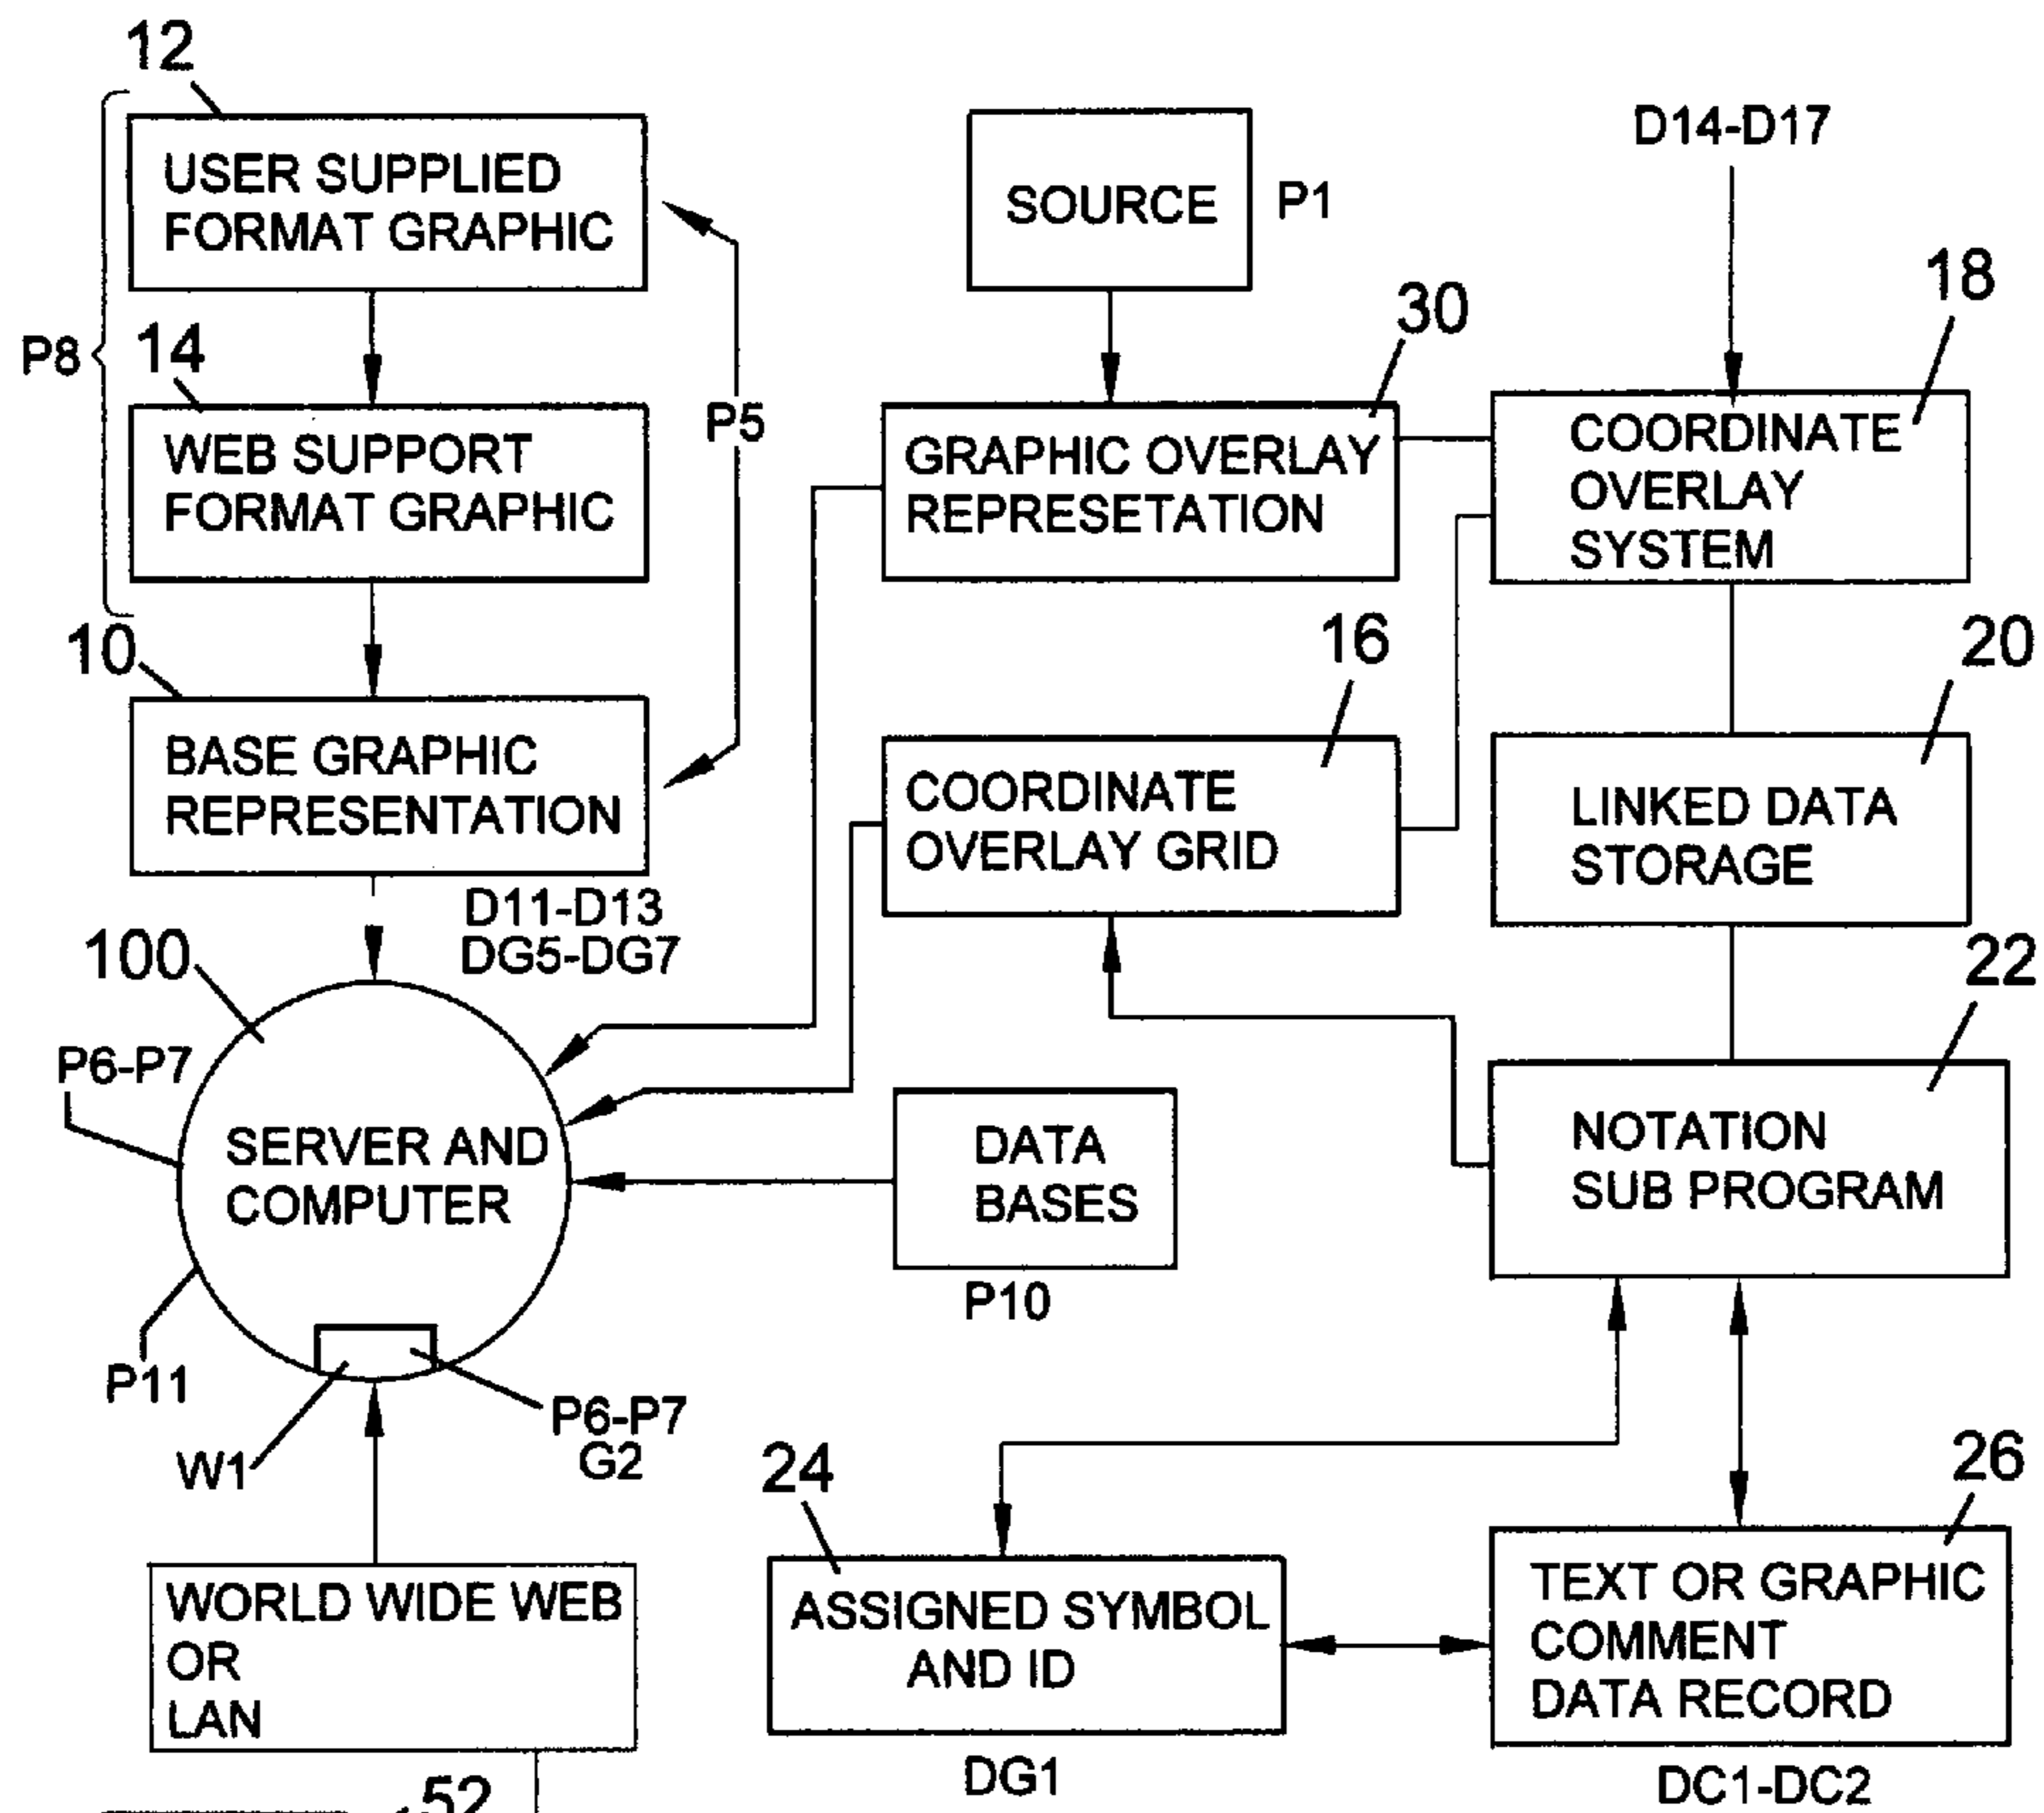 12
USER SUPPLIED
FORMAT GRAPHIC
P8
14
WEB SUPPORT
FORMAT GRAPHIC
P5
10
BASE GRAPHIC
REPRESENTATION
D11-D13
DG5-DG7
100
P6-P7
SERVER AND
COMPUTER
P11
W1
P6-P7
G2
WORLD WIDE WEB
OR
LAN
52
SOURCE
P1
30
GRAPHIC OVERLAY
REPRESETATION
16
COORDINATE
OVERLAY GRID
DATA
BASES
P10
D14-D17
18
COORDINATE
OVERLAY
SYSTEM
20
LINKED DATA
STORAGE
22
NOTATION
SUB PROGRAM
24
ASSIGNED SYMBOL
AND ID
DG1
26
TEXT OR GRAPHIC
COMMENT
DATA RECORD
DC1-DC2